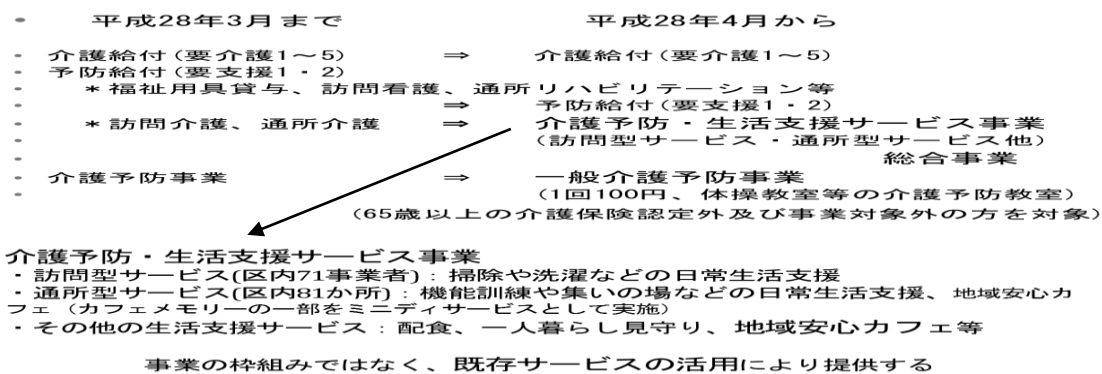 • 平成28年3月まで 平成28年4月から
• 介護給付(要介護1～5) ⇒ 介護給付(要介護1～5)
• 予防給付(要支援1・2)
• *福祉用具貸与、訪問看護、通所リハビリテーション等
• ⇒ 予防給付(要支援1・2)
• *訪問介護、通所介護 ⇒ 介護予防・生活支援サービス事業
• (訪問型サービス・通所型サービス他)
• 総合事業
• 介護予防事業 ⇒ 一般介護予防事業
• (1回100円、体操教室等の介護予防教室)
(65歳以上の介護保険認定外及び事業対象外の方を対象)
介護予防・生活支援サービス事業
・訪問型サービス(区内71事業者)：掃除や洗濯などの日常生活支援
・通所型サービス(区内81か所)：機能訓練や集いの場などの日常生活支援、地域安心カ
フェ（カフェメモリーの一部をミニディサービスとして実施）
・その他の生活支援サービス：配食、一人暮らし見守り、地域安心カフェ等
事業の枠組みではなく、既存サービスの活用により提供する